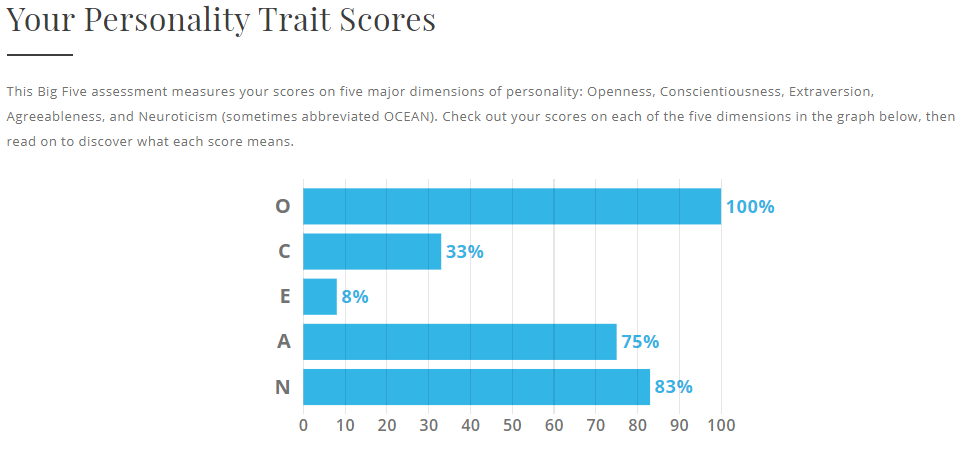 Your Personality Trait Scores
This Big Five assessment measures your scores on five major dimensions of personality: Openness, Conscientiousness, Extraversion,
Agreeableness, and Neuroticism (sometimes abbreviated OCEAN). Check out your scores on each of the five dimensions in the graph below, then
read on to discover what each score means.
O 100%
C 33%
E 8%
A 75%
N 83%
0 10 20 30 40 50 60 70 80 90 100